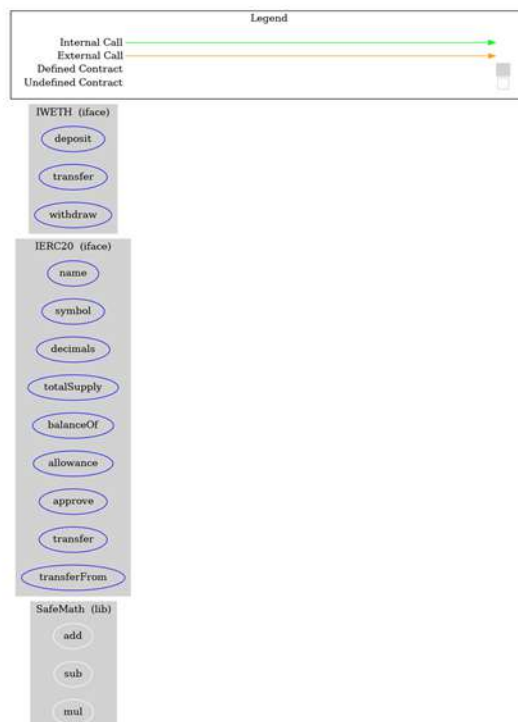 Legend
Internal Call
External Call
Defined Contract
Undefined Contract
IWETH (iface)
deposit
transfer
withdraw
IERC20 (iface)
name
symbol
decimals
totalSupply
balanceOf
allowance
approve
transfer
transferFrom
SafeMath (lib)
add
sub
mul